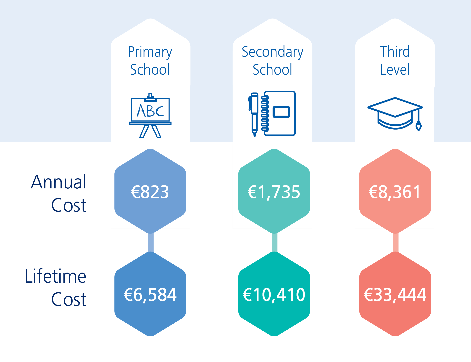 Primary
School
Secondary
School
Third
Level
ABC
Annual
Cost
€823
€1,735
€8,361
Lifetime
Cost
€6,584
€10,410
€33,444